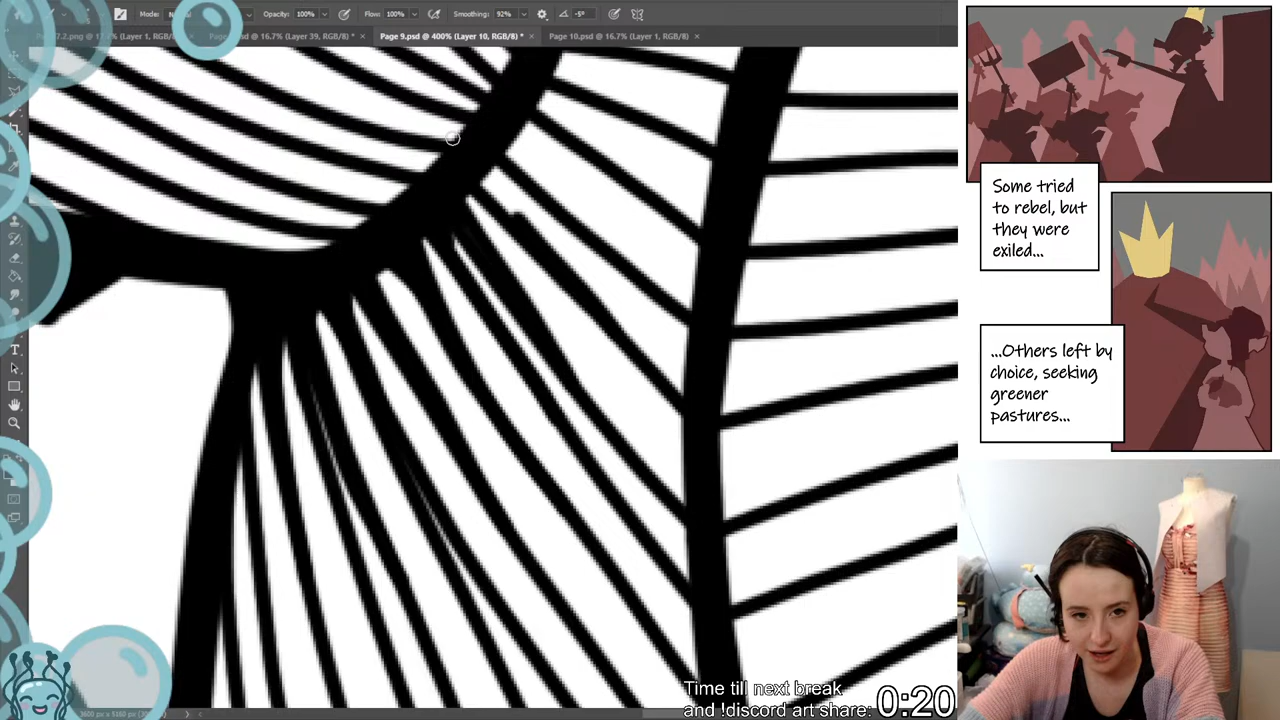 Mode:
Opacity: 100%
Flow: 100%
Smoothing: 92%
-5°
Page 9.psd @ 400% (Layer 10, RGB/8) *
Page 10.psd @ 16.7% (Layer 1, RGB/8)
Some tried
to rebel, but
they were
exiled...
...Others left by
choice, seeking
greener
pastures...
Time till next break
and !discord art share:
0:20